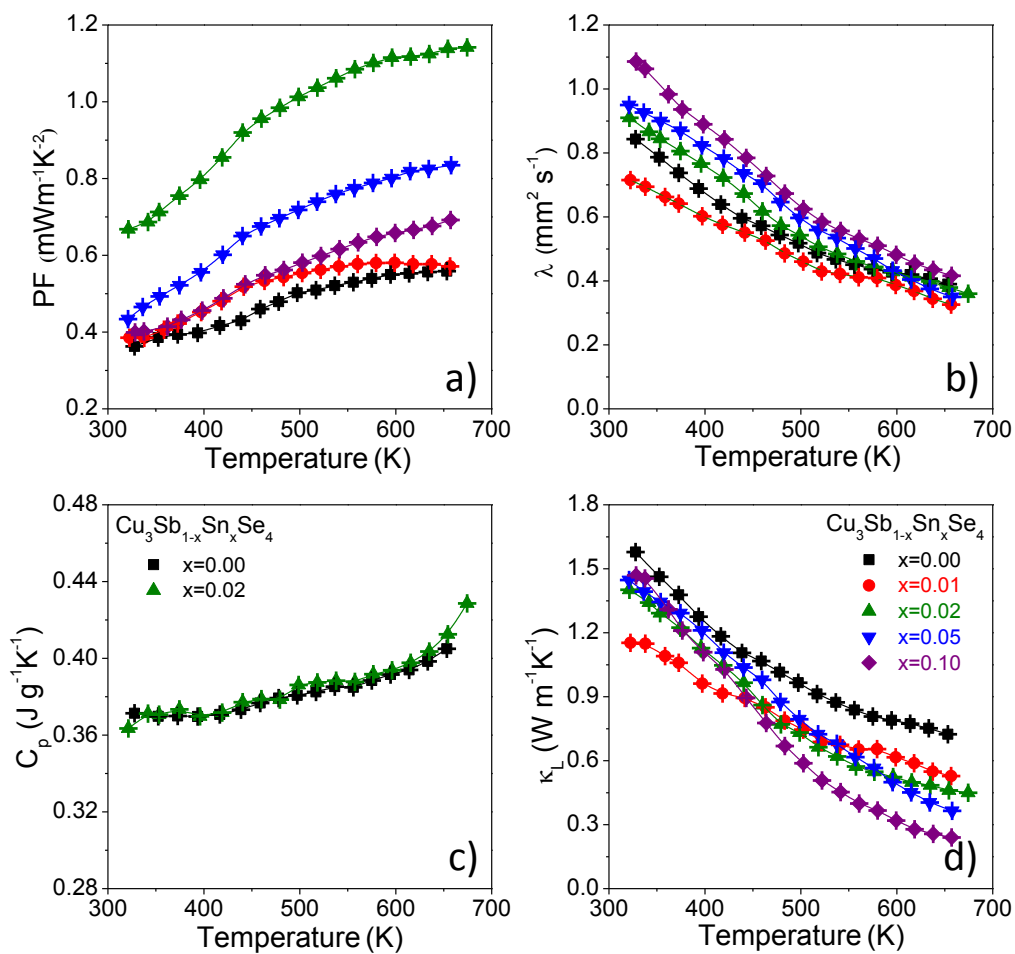 1.2
1.0
0.8
0.6
0.4
0.2
PF (mWm⁻¹K⁻²)
300 400 500 600 700
Temperature (K)
a)
1.2
1.0
0.8
0.6
0.4
0.2
0.0
λ (mm² s⁻¹)
300 400 500 600 700
Temperature (K)
b)
0.48
0.44
0.40
0.36
0.32
0.28
C_p (J g⁻¹K⁻¹)
Cu₃Sb₁₋ₓSnₓSe₄
x=0.00
x=0.02
300 400 500 600 700
Temperature (K)
c)
1.8
1.5
1.2
0.9
0.6
0.3
0.0
κ_L (W m⁻¹K⁻¹)
Cu₃Sb₁₋ₓSnₓSe₄
x=0.00
x=0.01
x=0.02
x=0.05
x=0.10
300 400 500 600 700
Temperature (K)
d)